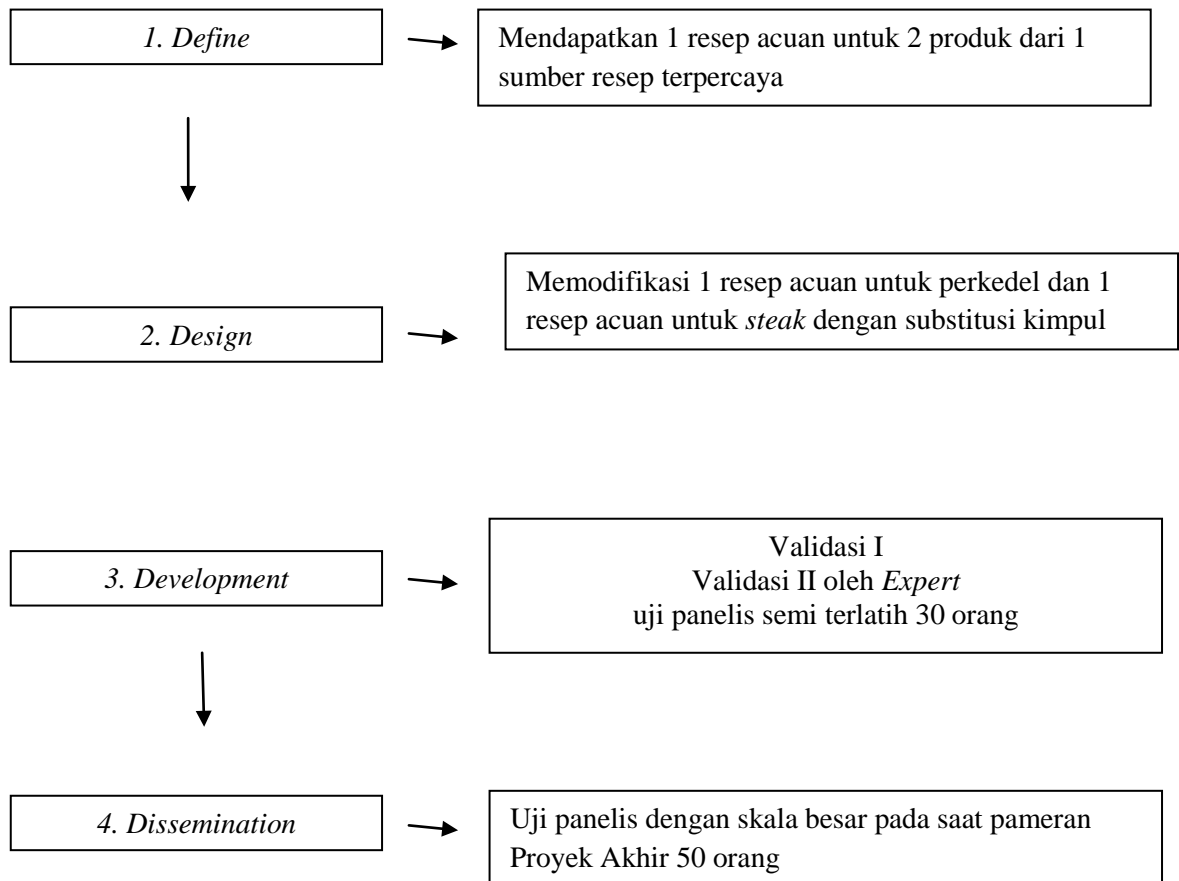 1. Define
Mendapatkan 1 resep acuan untuk 2 produk dari 1
sumber resep terpercaya
2. Design
Memodifikasi 1 resep acuan untuk perkedel dan 1
resep acuan untuk steak dengan substitusi kimpul
3. Development
Validasi I
Validasi II oleh Expert
uji panelis semi terlatih 30 orang
4. Dissemination
Uji panelis dengan skala besar pada saat pameran
Proyek Akhir 50 orang